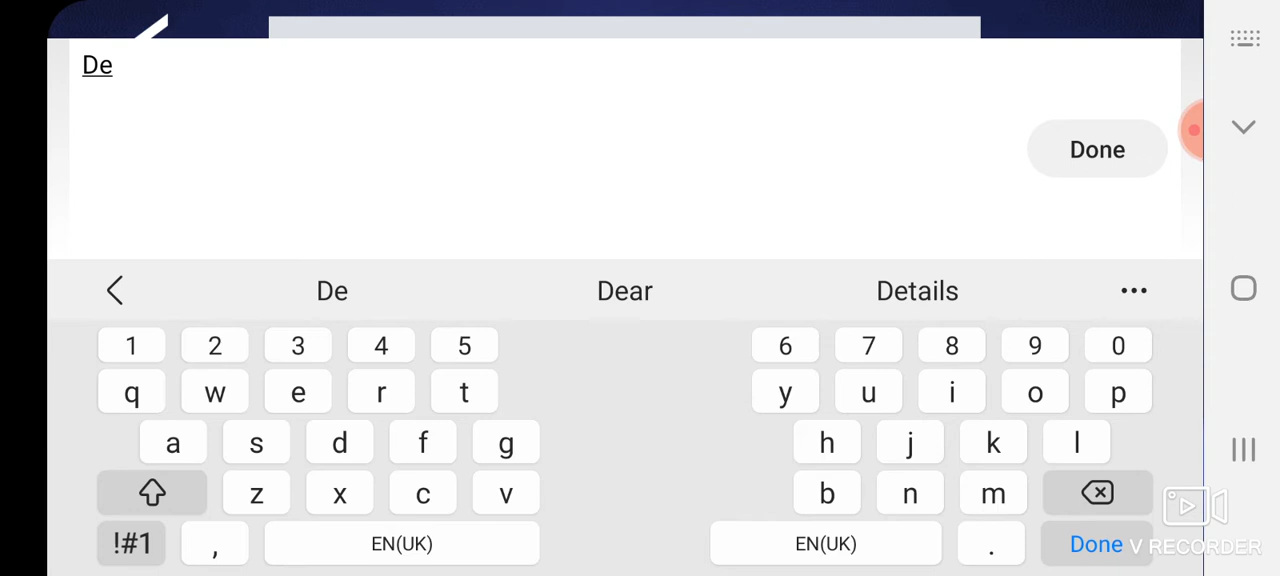 De
Done
De Dear Details
1 2 3 4 5 6 7 8 9 0
q w e r t y u i o p
a s d f g h j k l
z x c v b n m
!#1 , EN(UK) EN(UK) . Done
V RECORDER